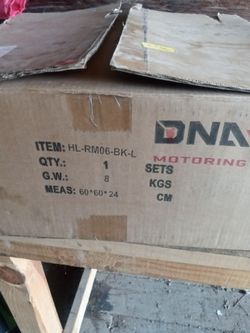 DNA
MOTORING
ITEM: HL-RM06-BK-L
QTY.: 1 SETS
G.W.: 8 KGS
MEAS: 60*60*24 CM